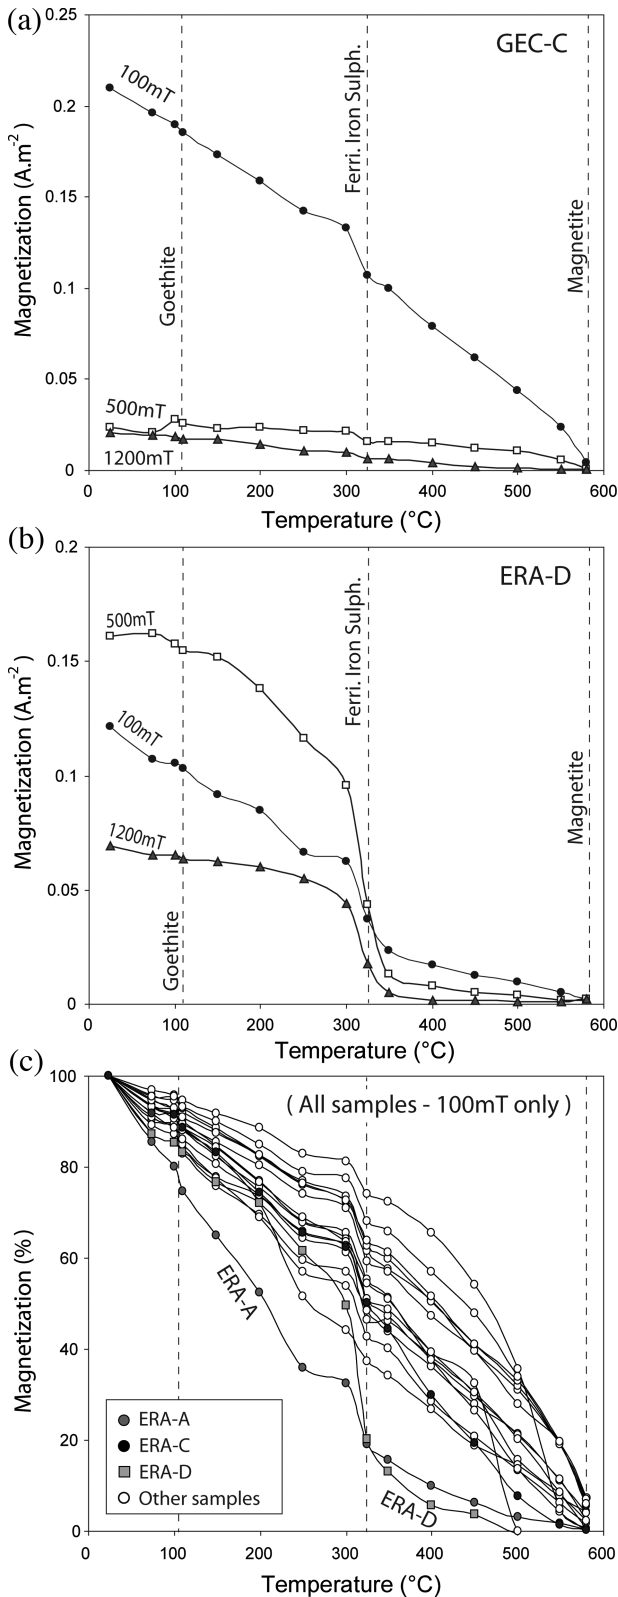 (a)
GEC-C
0.25
0.2
0.15
0.1
0.05
0
Magnetization (A.m-2)
100mT
500mT
1200mT
Goethite
Ferri. Iron Sulph.
Magnetite
0 100 200 300 400 500 600
Temperature (°C)
(b)
ERA-D
0.2
0.15
0.1
0.05
0
Magnetization (A.m-2)
500mT
100mT
1200mT
Goethite
Ferri. Iron Sulph.
Magnetite
0 100 200 300 400 500 600
Temperature (°C)
(c)
( All samples - 100mT only )
100
80
60
40
20
0
Magnetization (%)
ERA-A
ERA-D
ERA-A
ERA-C
ERA-D
Other samples
0 100 200 300 400 500 600
Temperature (°C)